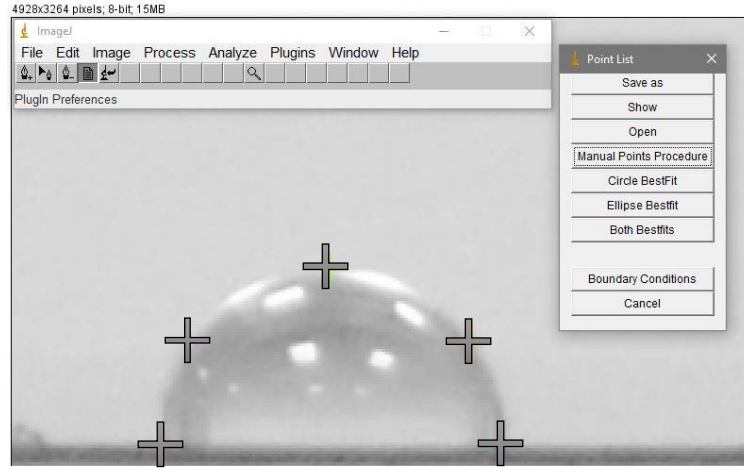 4928x3264 pixels; 8-bit; 15MB
ImageJ
File Edit Image Process Analyze Plugins Window Help
PlugIn Preferences
Point List
Save as
Show
Open
Manual Points Procedure
Circle BestFit
Ellipse Bestfit
Both Bestfits
Boundary Conditions
Cancel